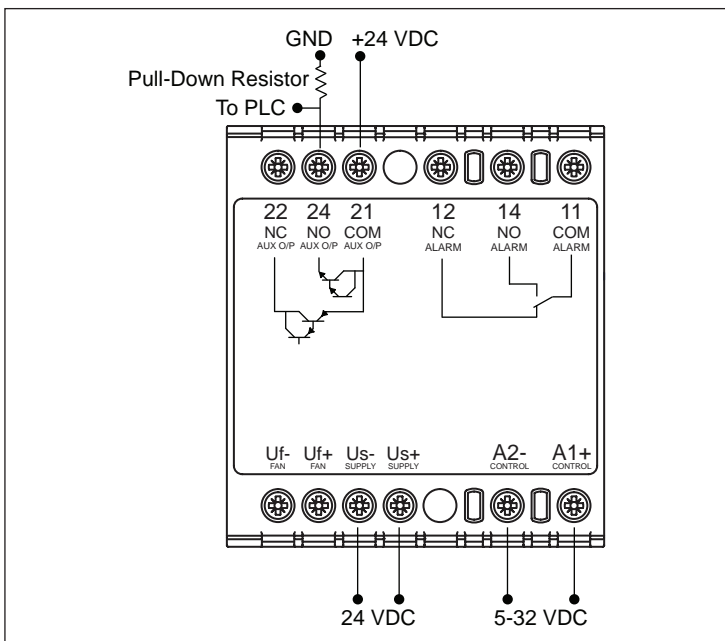 GND +24 VDC
Pull-Down Resistor
To PLC
22 24 21 12 14 11
NC NO COM NC NO COM
AUX O/P AUX O/P AUX O/P ALARM ALARM ALARM
Uf- Uf+ Us- Us+ A2- A1+
FAN FAN SUPPLY SUPPLY CONTROL CONTROL
24 VDC 5-32 VDC